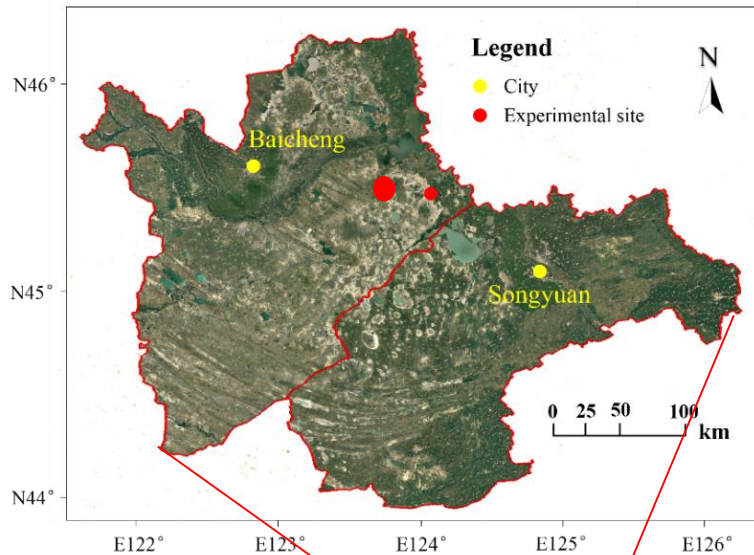 Legend
N
City
Experimental site
N46°
Baicheng
N45°
Songyuan
0 25 50 100
km
N44°
E122° E123° E124° E125° E126°